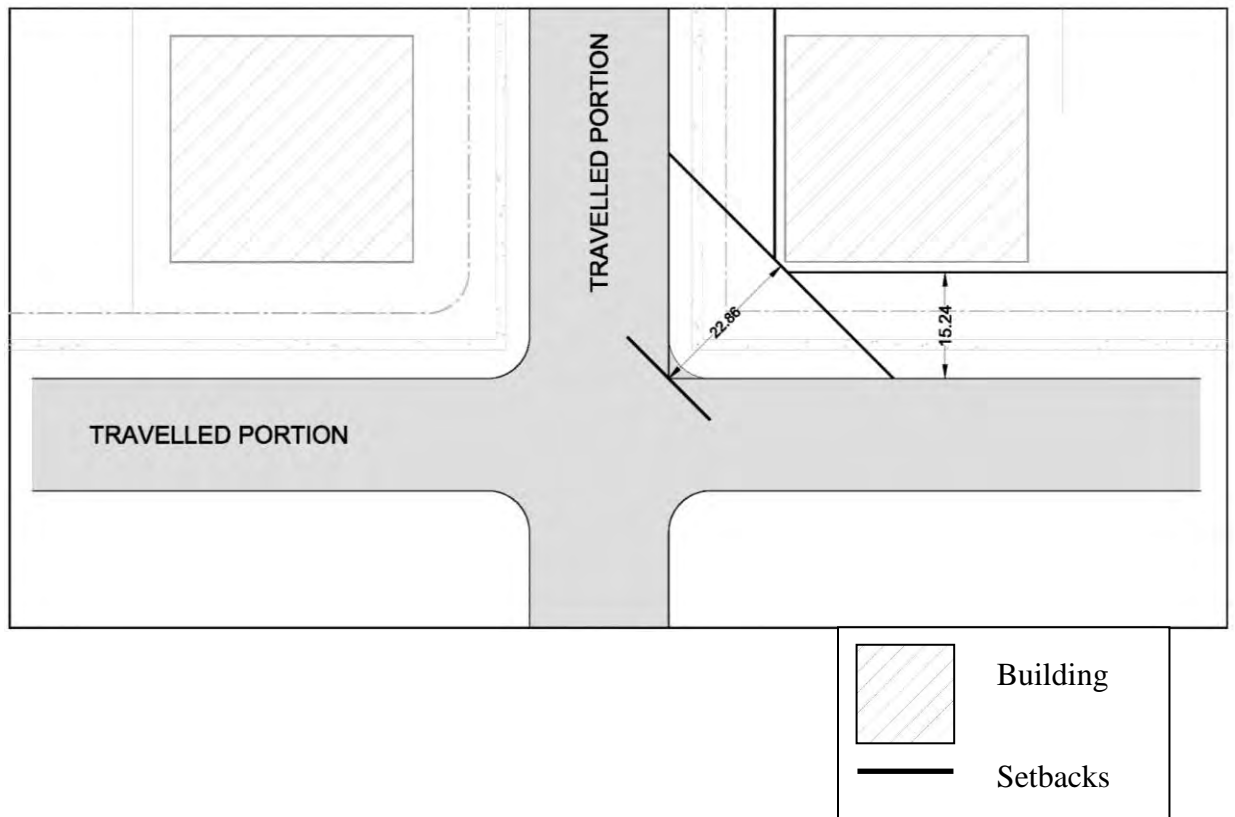 TRAVELLED PORTION
22.86
15.24
TRAVELLED PORTION
Building
Setbacks